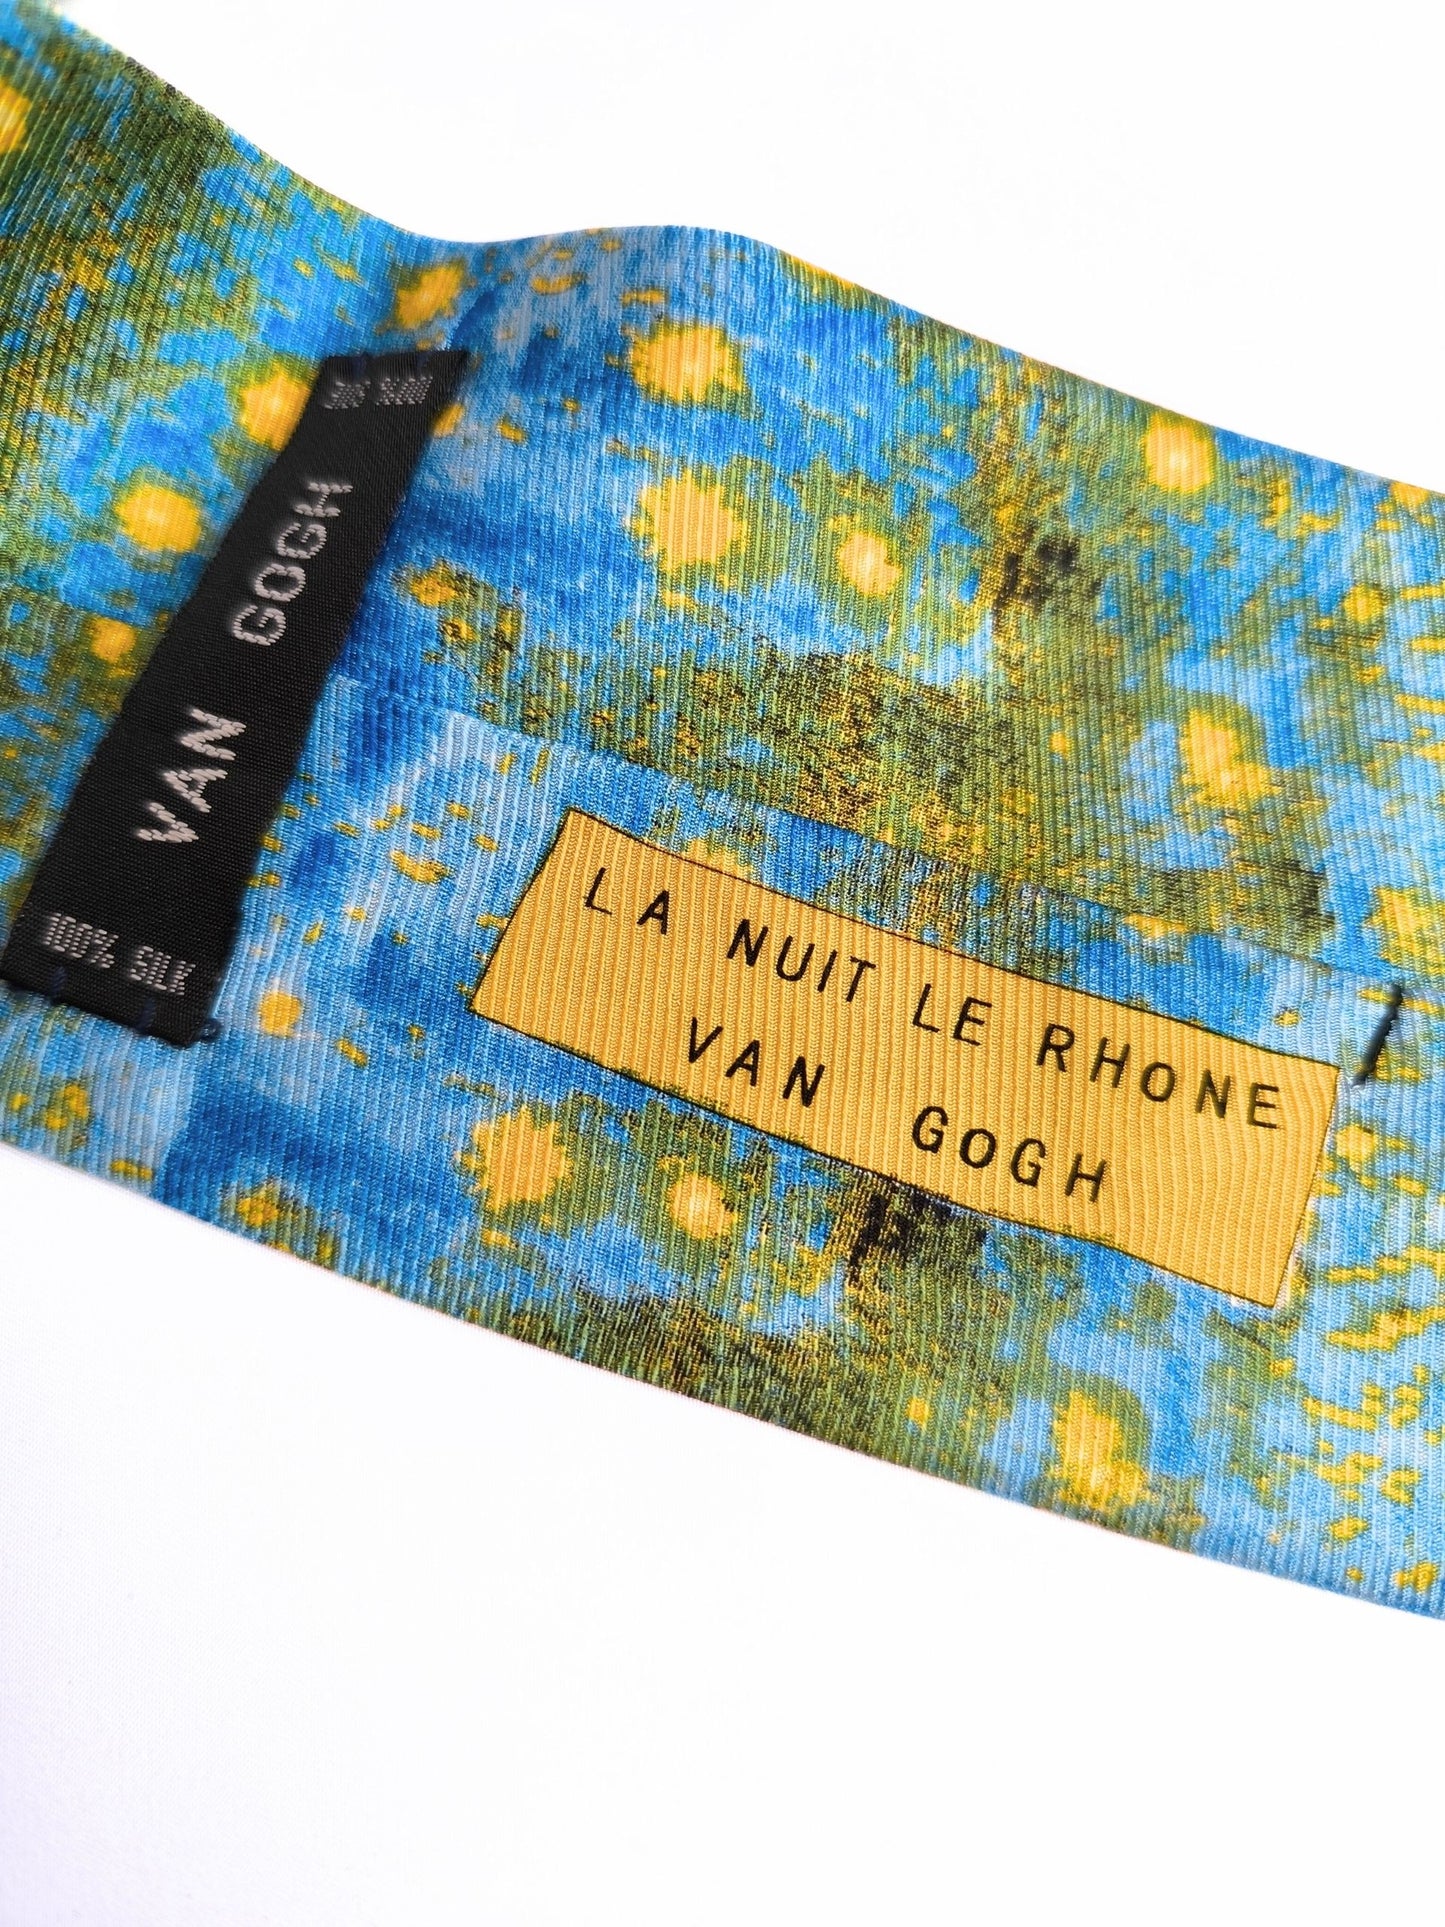 VAN GOGH
100% SILK
LA NUIT LE RHONE
VAN GOGH